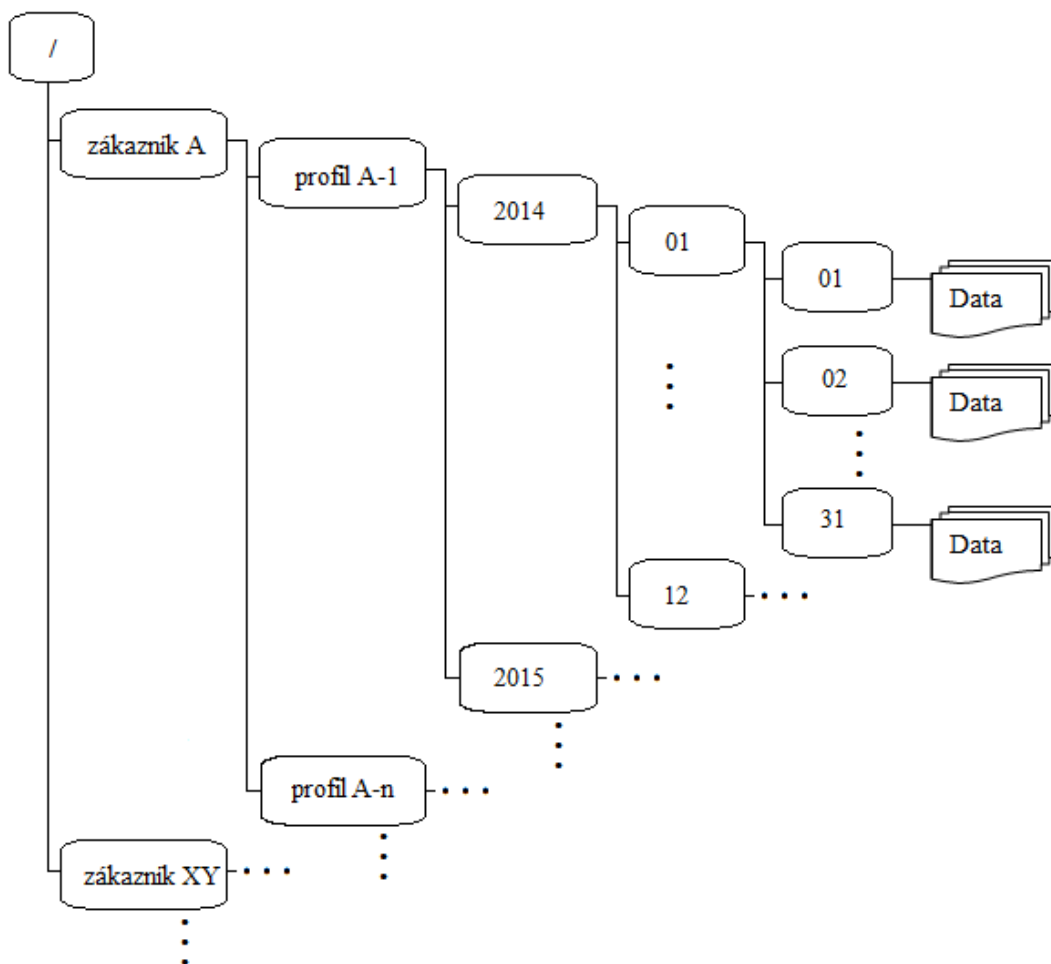 /
zákazník A
profil A-1
2014
01
01
Data
02
Data
31
Data
12
2015
profil A-n
zákazník XY